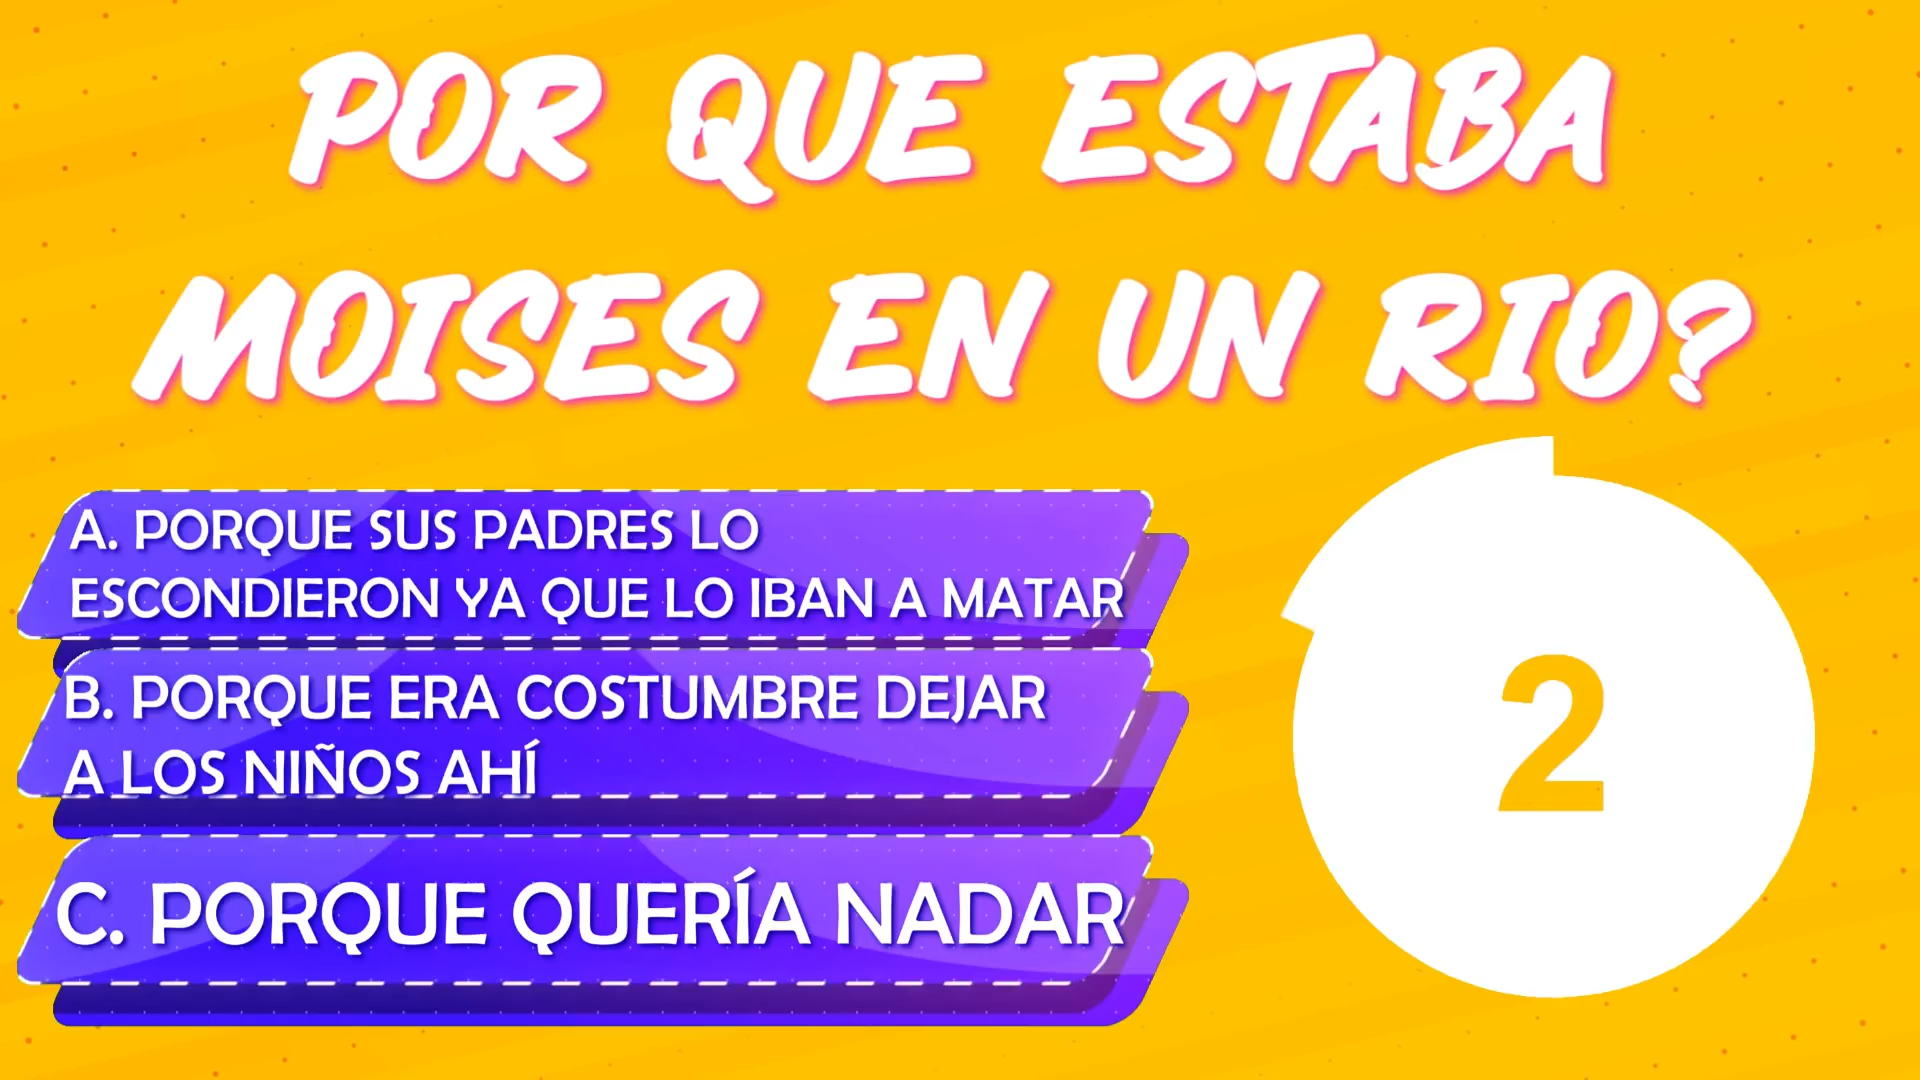 POR QUE ESTABA
MOISES EN UN RIO?
A. PORQUE SUS PADRES LO
ESCONDIERON YA QUE LO IBAN A MATAR
B. PORQUE ERA COSTUMBRE DEJAR
A LOS NIÑOS AHÍ
C. PORQUE QUERÍA NADAR
2